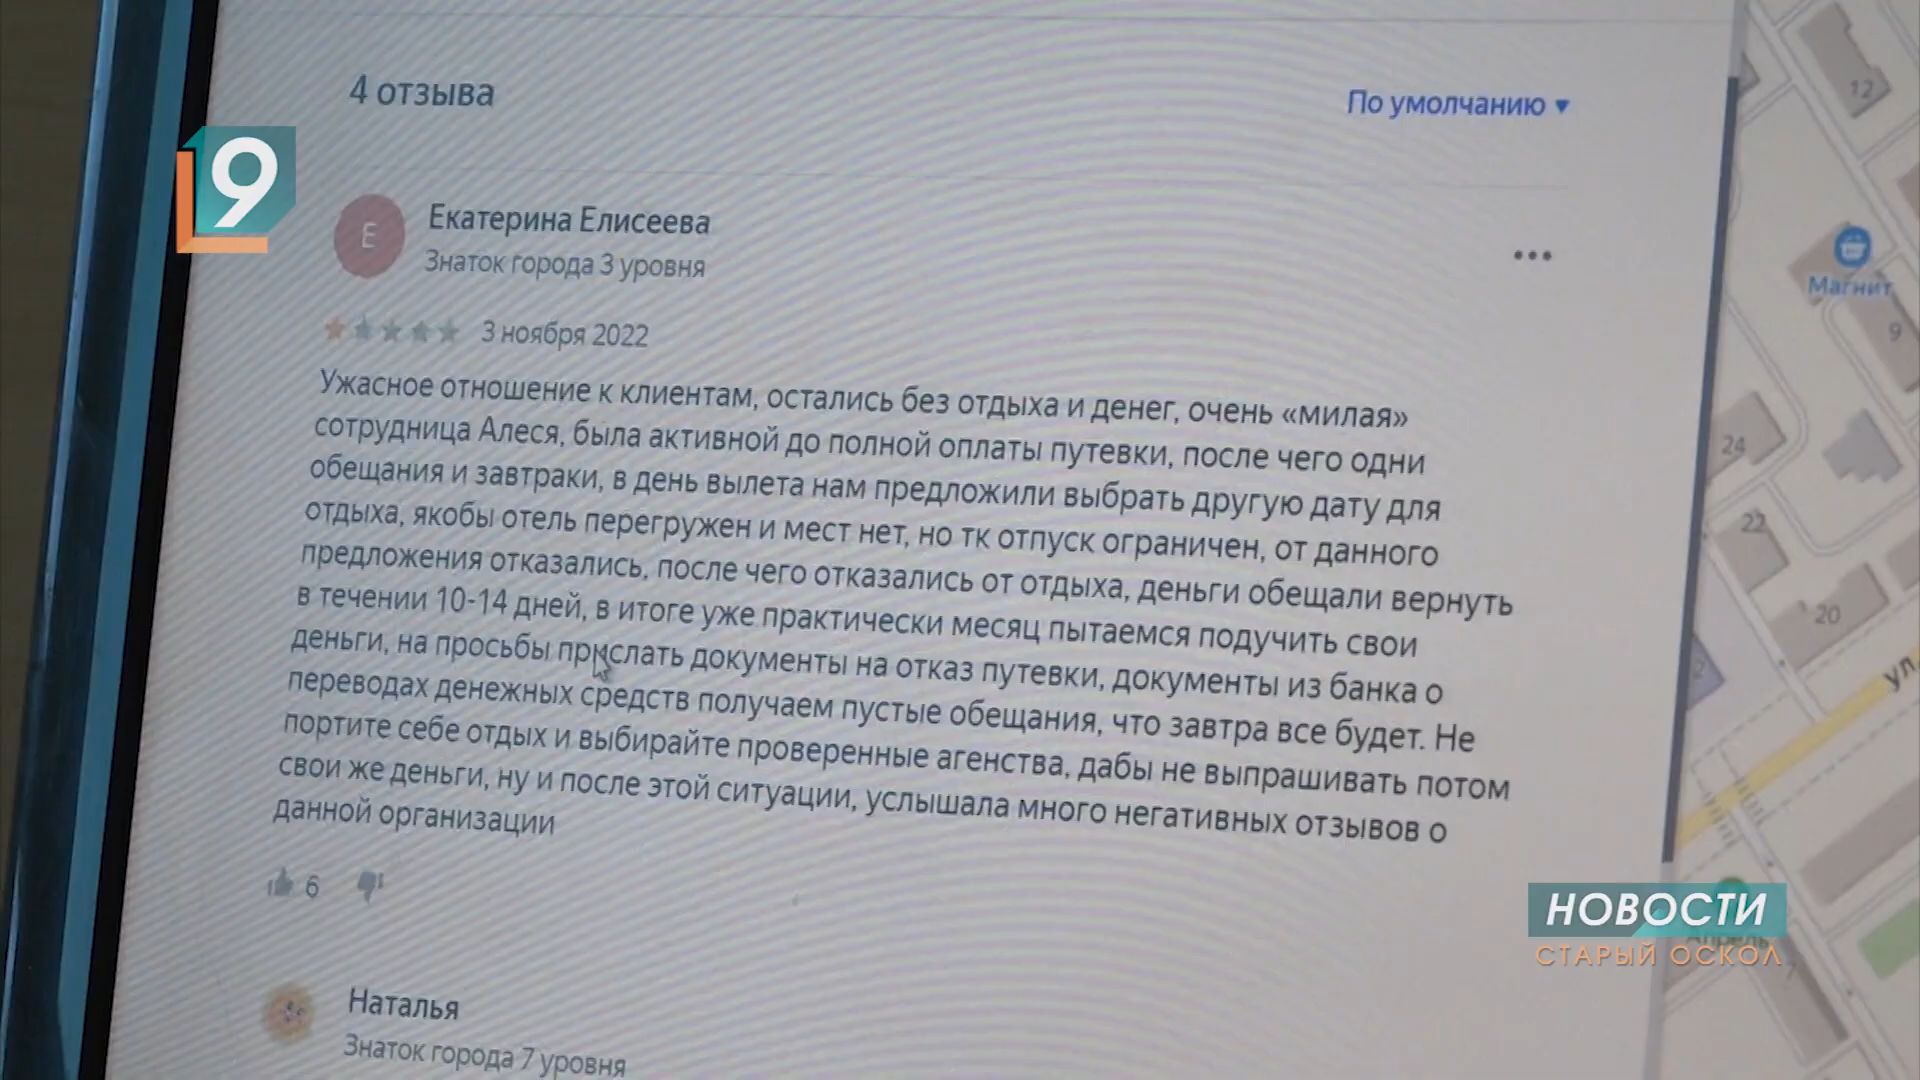 4 отзыва
По умолчанию
12
9
Е
Екатерина Елисеева
Знаток города 3 уровня
Магнит
9
3 ноября 2022
Ужасное отношение к клиентам, остались без отдыха и денег, очень «милая»
сотрудница Алеся, была активной до полной оплаты путевки, после чего одни
обещания и завтраки, в день вылета нам предложили выбрать другую дату для
отдыха, якобы отель перегружен и мест нет, но тк отпуск ограничен, от данного
предложения отказались, после чего отказались от отдыха, деньги обещали вернуть
в течении 10-14 дней, в итоге уже практически месяц пытаемся подучить свои
деньги, на просьбы прислать документы на отказ путевки, документы из банка о
переводах денежных средств получаем пустые обещания, что завтра все будет. Не
портите себе отдых и выбирайте проверенные агенства, дабы не выпрашивать потом
свои же деньги, ну и после этой ситуации, услышала много негативных отзывов о
данной организации
24
22
20
2
ул.
6
НОВОСТИ
СТАРЫЙ ОСКОЛ
Апрель
7
Наталья
Знаток города 7 уровня